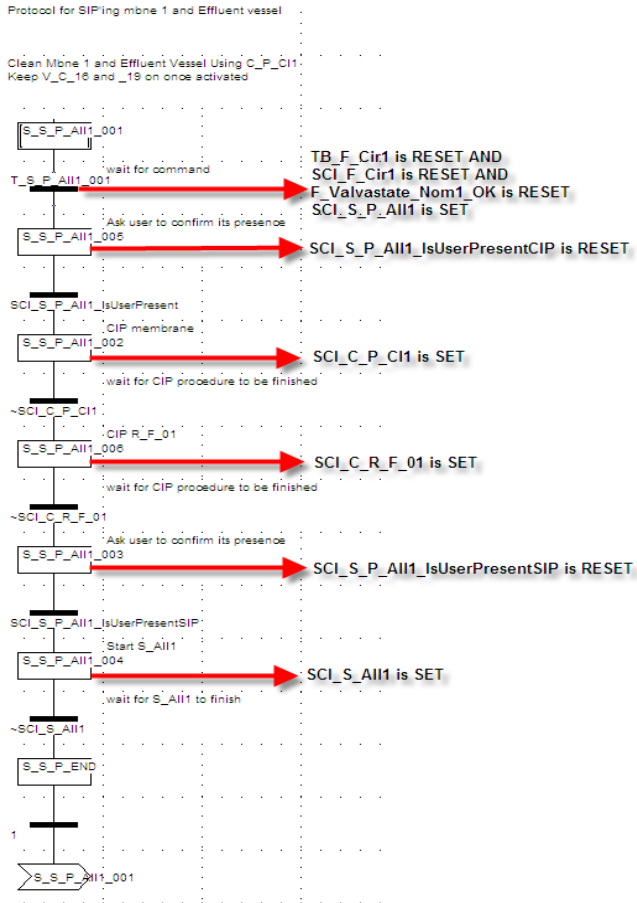 Protocol for SIP'ing mbne 1 and Effluent vessel
Clean Mbne 1 and Effluent Vessel Using C_P_CI1
Keep V_C_16 and _19 on once activated
S_S_P_All1_001
wait for command
T_S_P_All1_001
TB_F_Cir1 is RESET AND
SCI_F_Cir1 is RESET AND
F_Valvastate_Nom1_OK is RESET
SCI_S_P_All1 is SET
Ask user to confirm its presence
S_S_P_All1_005
SCI_S_P_All1_IsUserPresentCIP is RESET
SCI_S_P_All1_IsUserPresent
CIP membrane
S_S_P_All1_002
SCI_C_P_CI1 is SET
wait for CIP procedure to be finished
~SCI_C_P_CI1
CIP R_F_01
S_S_P_All1_006
SCI_C_R_F_01 is SET
wait for CIP procedure to be finished
~SCI_C_R_F_01
Ask user to confirm its presence
S_S_P_All1_003
SCI_S_P_All1_IsUserPresentSIP is RESET
SCI_S_P_All1_IsUserPresentSIP
Start S_All1
S_S_P_All1_004
SCI_S_All1 is SET
wait for S_All1 to finish
~SCI_S_All1
S_S_P_END
1
S_S_P_All1_001